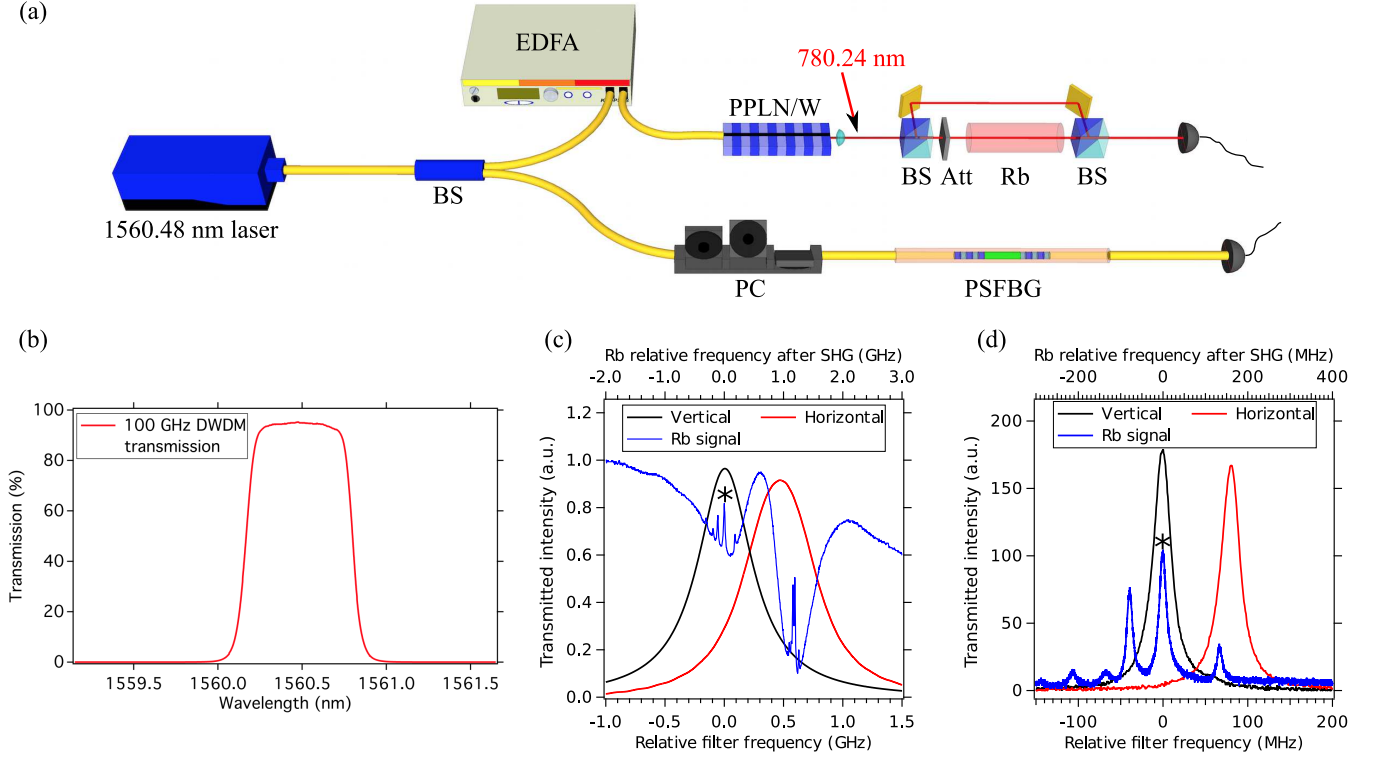 (a)
EDFA
780.24 nm
PPLN/W
BS
BS Att Rb BS
1560.48 nm laser
PC
PSFBG
(b)
100 GHz DWDM
transmission
Transmission (%)
100
80
60
40
20
0
1559.5 1560.0 1560.5 1561.0 1561.5
Wavelength (nm)
(c)
Rb relative frequency after SHG (GHz)
-2.0 -1.0 0.0 1.0 2.0 3.0
Vertical Horizontal
Rb signal
*
Transmitted intensity (a.u.)
1.2
1.0
0.8
0.6
0.4
0.2
0.0
-1.0 -0.5 0.0 0.5 1.0 1.5
Relative filter frequency (GHz)
(d)
Rb relative frequency after SHG (MHz)
-200 0 200 400
Vertical Horizontal
Rb signal
*
Transmitted intensity (a.u.)
200
150
100
50
0
-100 0 100 200
Relative filter frequency (MHz)